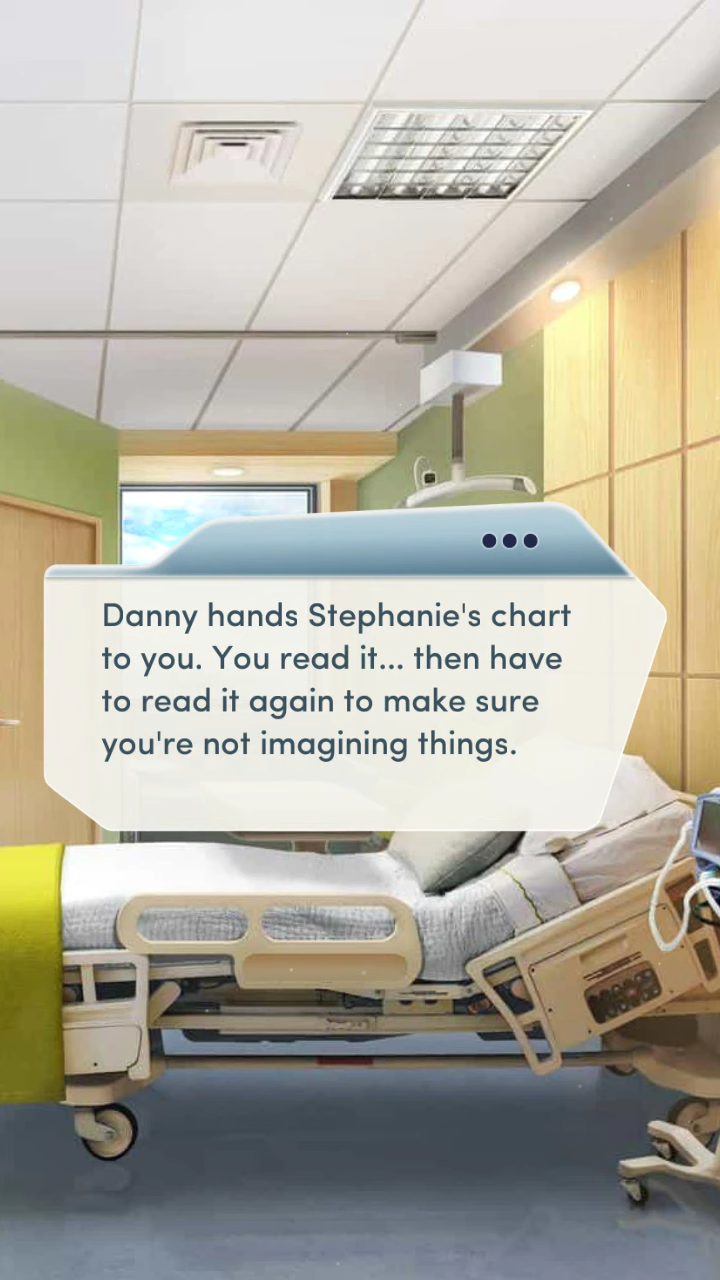 Danny hands Stephanie's chart
to you. You read it... then have
to read it again to make sure
you're not imagining things.